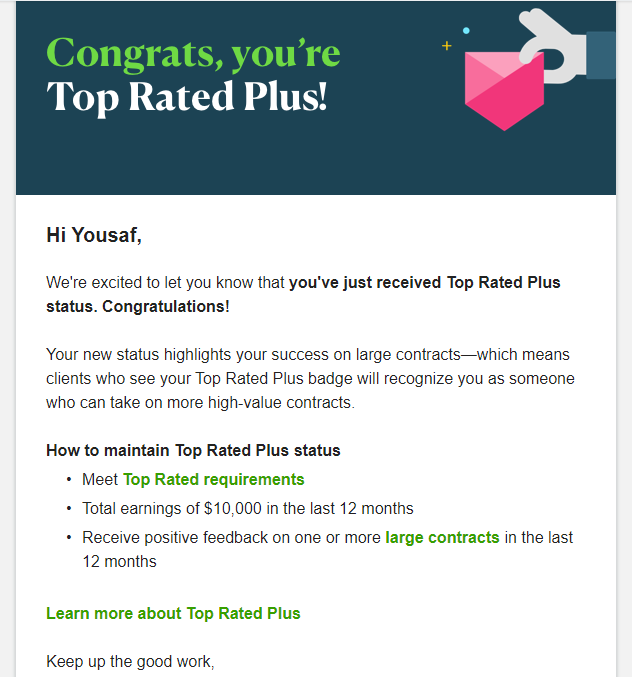 Congrats, you're
Top Rated Plus!
Hi Yousaf,
We're excited to let you know that you've just received Top Rated Plus
status. Congratulations!
Your new status highlights your success on large contracts—which means
clients who see your Top Rated Plus badge will recognize you as someone
who can take on more high-value contracts.
How to maintain Top Rated Plus status
• Meet Top Rated requirements
• Total earnings of $10,000 in the last 12 months
• Receive positive feedback on one or more large contracts in the last
12 months
Learn more about Top Rated Plus
Keep up the good work,